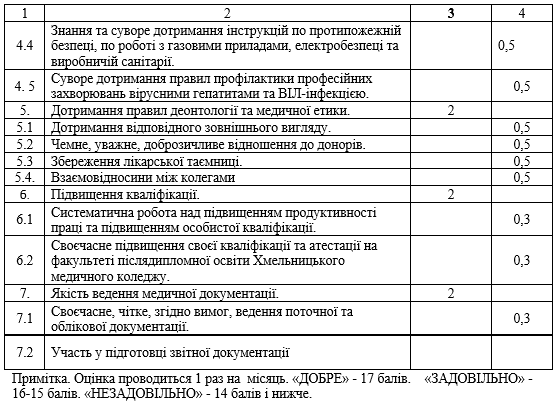 1 2 3 4
4.4 Знання та суворе дотримання інструкцій по протипожежній
безпеці, по роботі з газовими приладами, електробезпеці та 0,5
виробничій санітарії.
4. 5 Суворе дотримання правил профілактики професійних 0,5
захворювань вірусними гепатитами та ВІЛ-інфекцією.
5. Дотримання правил деонтології та медичної етики. 2
5.1 Дотримання відповідного зовнішнього вигляду. 0,5
5.2 Чемне, уважне, доброзичливе відношення до донорів. 0,5
5.3 Збереження лікарської таємниці. 0,5
5.4. Взаємовідносини між колегами 0,5
6. Підвищення кваліфікації. 2
6.1 Систематична робота над підвищенням продуктивності 0,3
праці та підвищенням особистої кваліфікації.
6.2 Своєчасне підвищення своєї кваліфікації та атестації на
факультеті післядипломної освіти Хмельницького 0,3
медичного коледжу.
7. Якість ведення медичної документації. 2
7.1 Своєчасне, чітке, згідно вимог, ведення поточної та 0,3
облікової документації.
7.2 Участь у підготовці звітної документації
Примітка. Оцінка проводиться 1 раз на місяць. «ДОБРЕ» - 17 балів. «ЗАДОВІЛЬНО» -
16-15 балів. «НЕЗАДОВІЛЬНО» - 14 балів і нижче.